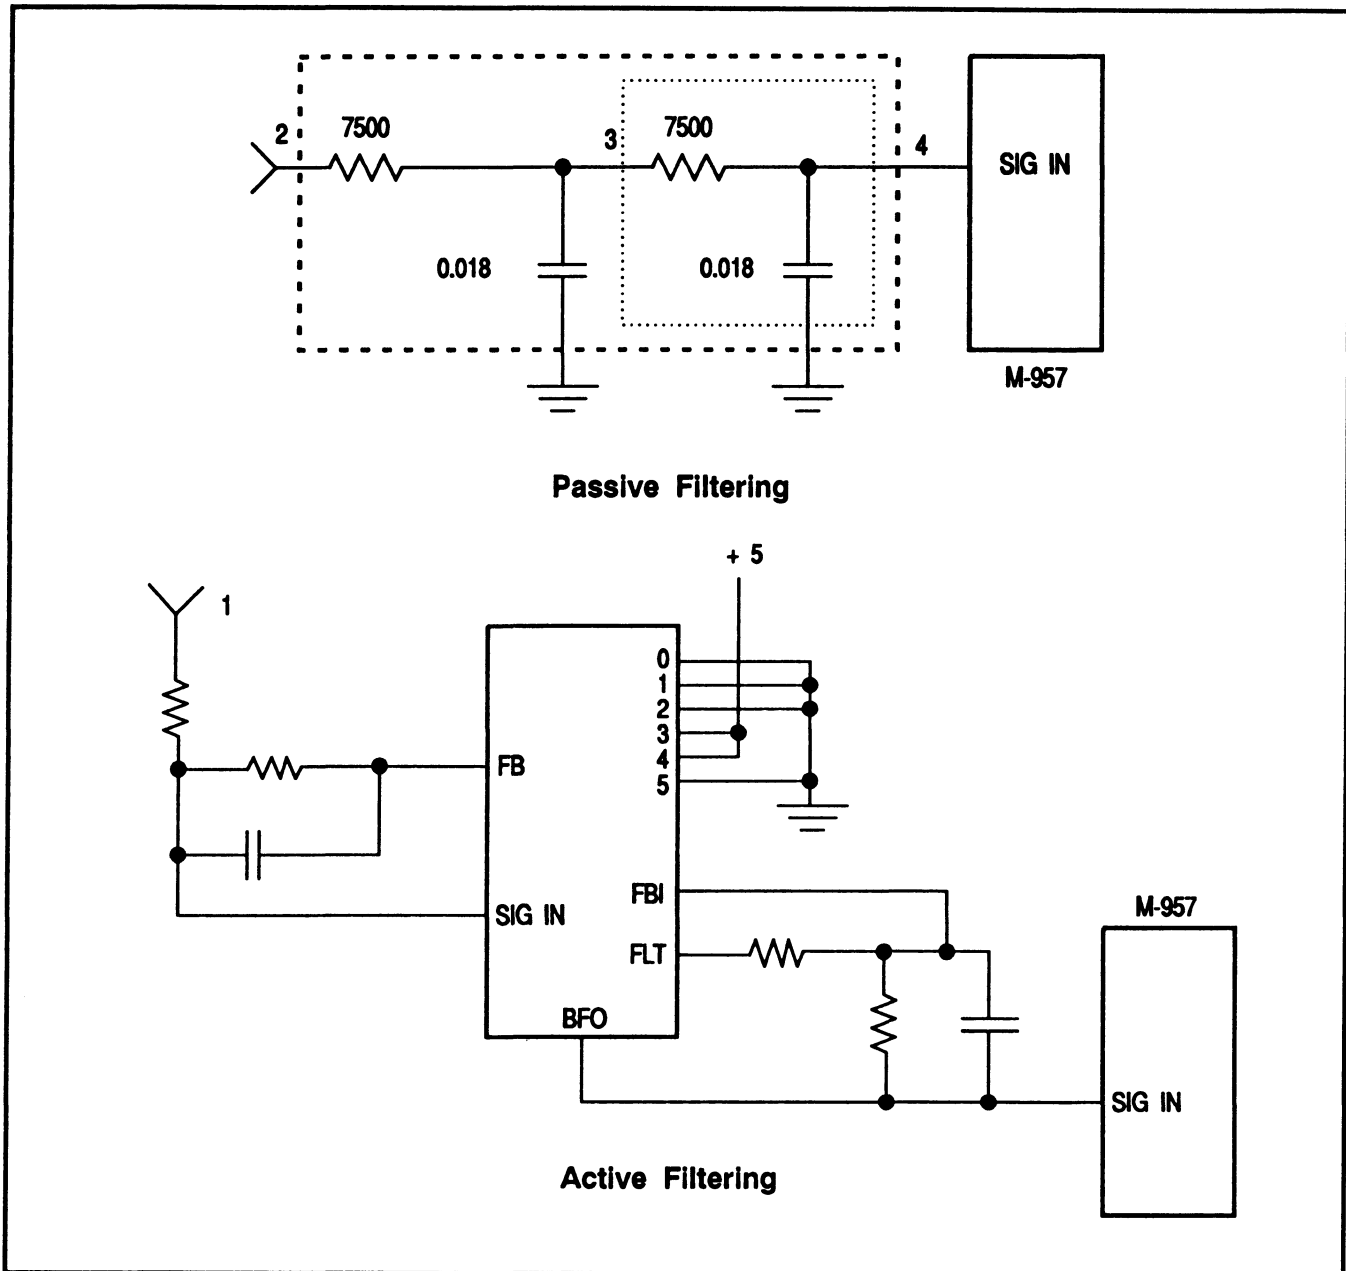 2
7500
3
7500
4
SIG IN
0.018
0.018
M-957
Passive Filtering
+ 5
1
0
1
2
3
4
5
FB
SIG IN
FBI
FLT
BFO
M-957
SIG IN
Active Filtering